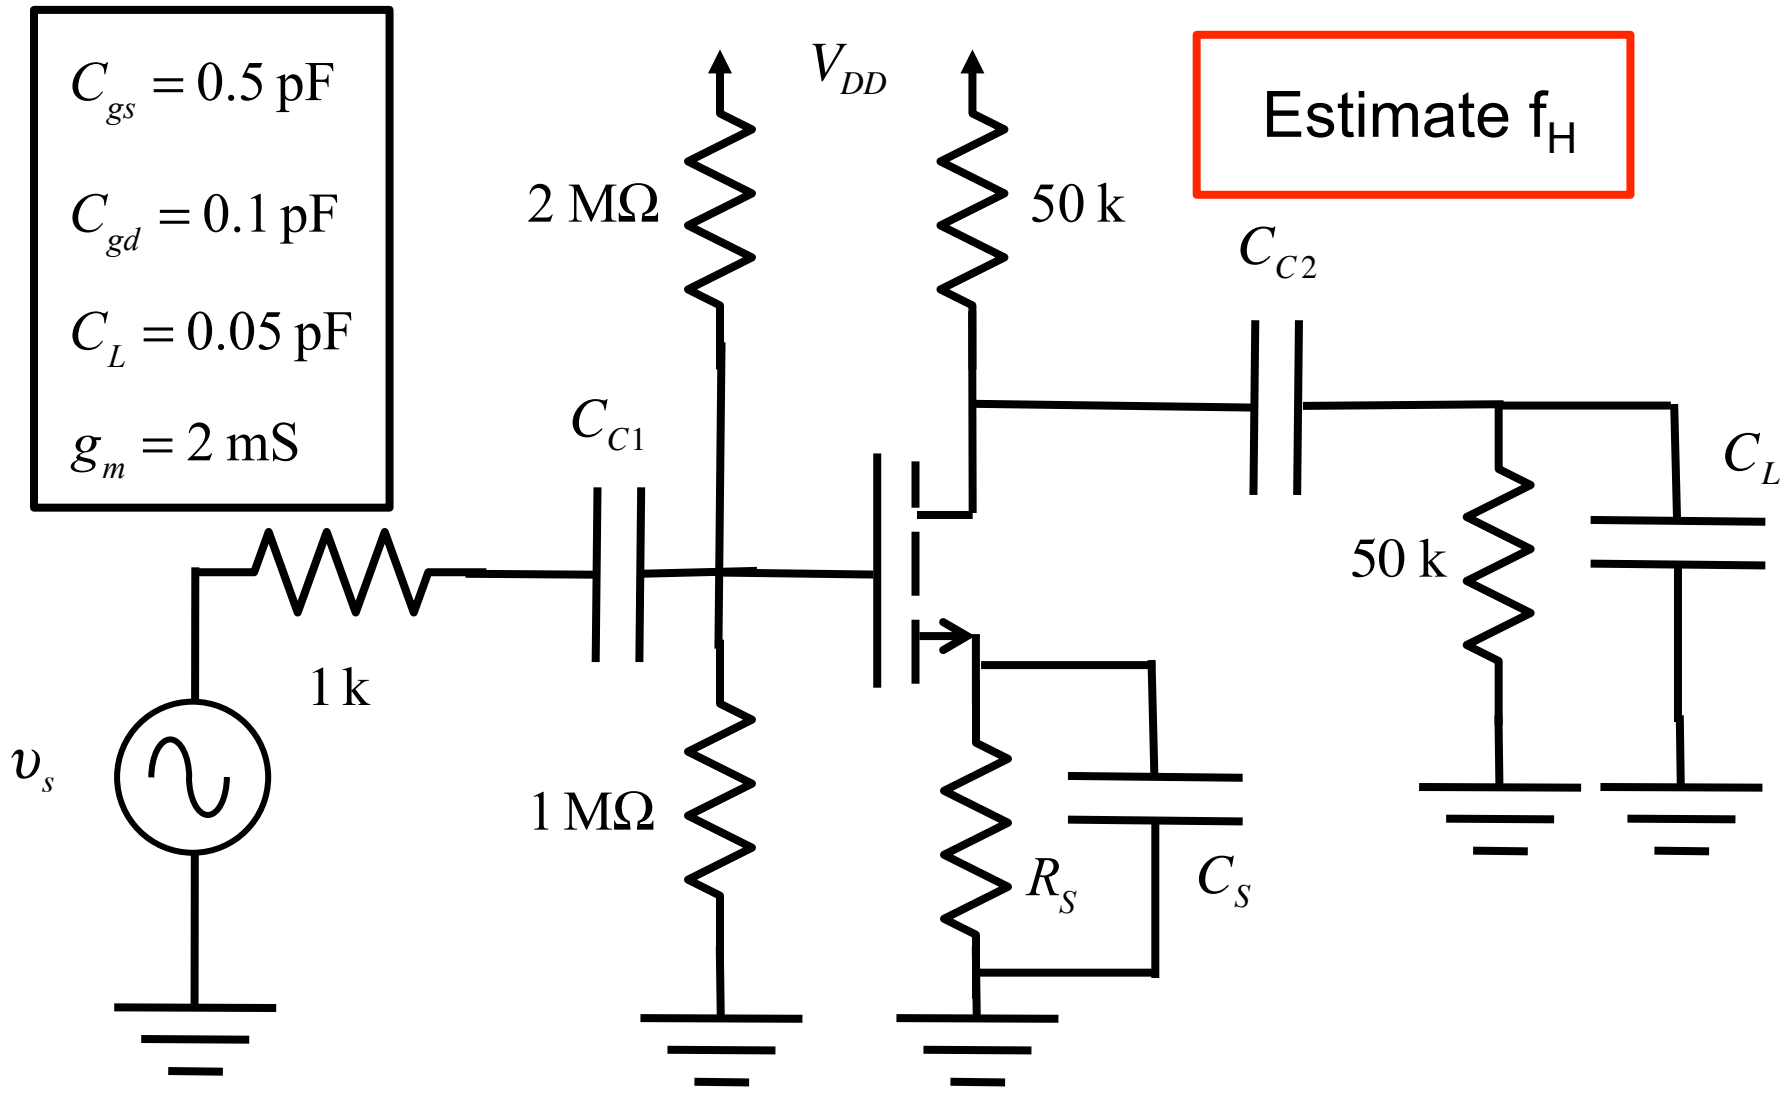 C_gs = 0.5 pF
C_gd = 0.1 pF
C_L = 0.05 pF
g_m = 2 mS
V_DD
Estimate f_H
2 MΩ
50 k
C_C2
C_C1
C_L
50 k
1 k
υ_s
1 MΩ
R_S
C_S